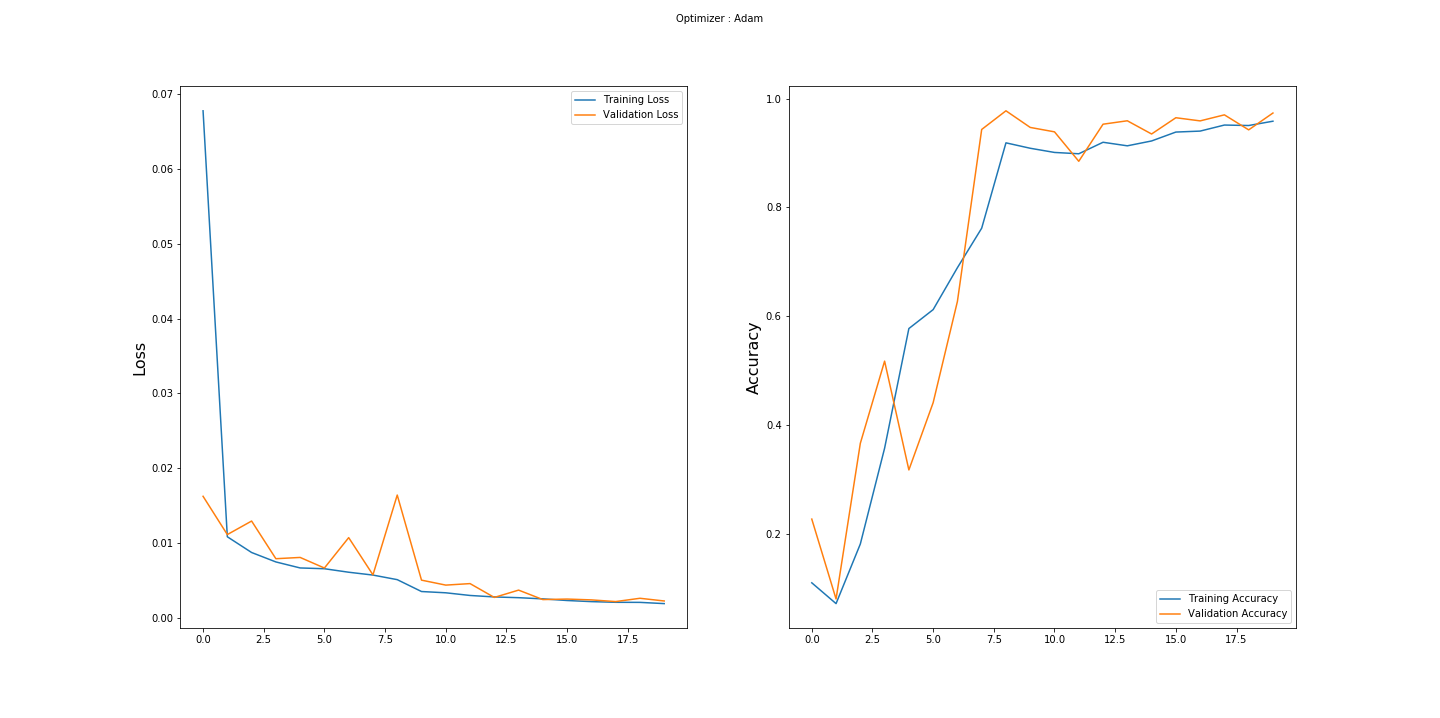 Optimizer : Adam
Loss
0.07
0.06
0.05
0.04
0.03
0.02
0.01
0.00
0.0 2.5 5.0 7.5 10.0 12.5 15.0 17.5
Training Loss
Validation Loss
Accuracy
1.0
0.8
0.6
0.4
0.2
0.0 2.5 5.0 7.5 10.0 12.5 15.0 17.5
Training Accuracy
Validation Accuracy